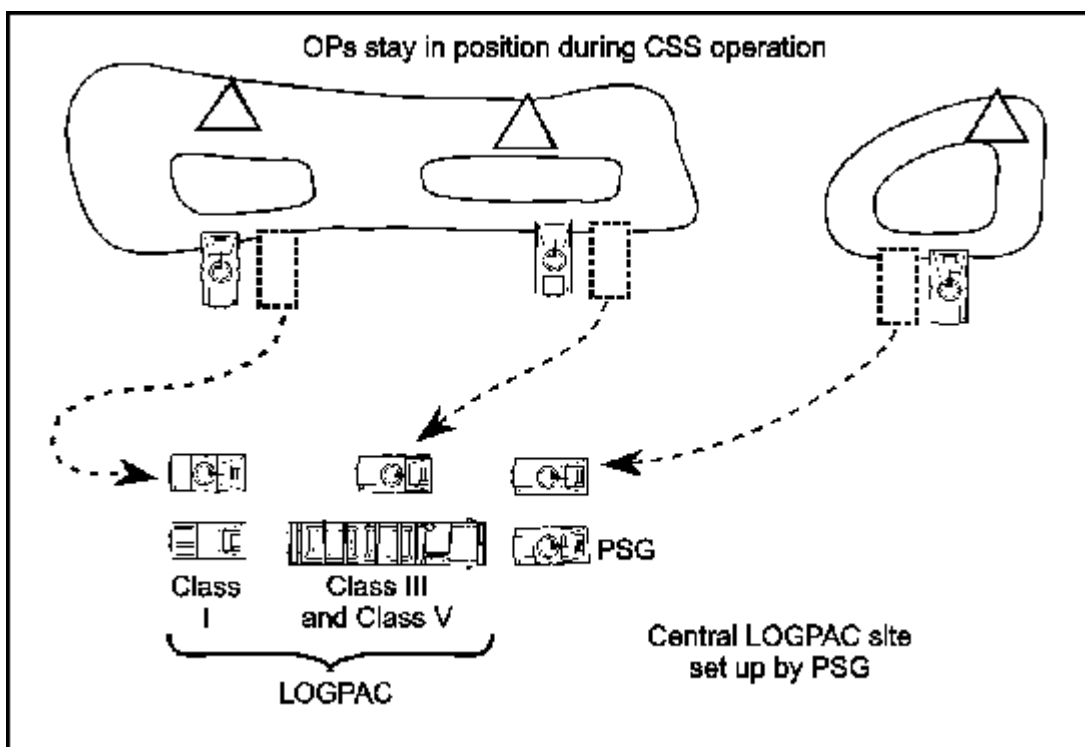 OPs stay in position during CSS operation
PSG
Class
I
Class III
and Class V
LOGPAC
Central LOGPAC site
set up by PSG